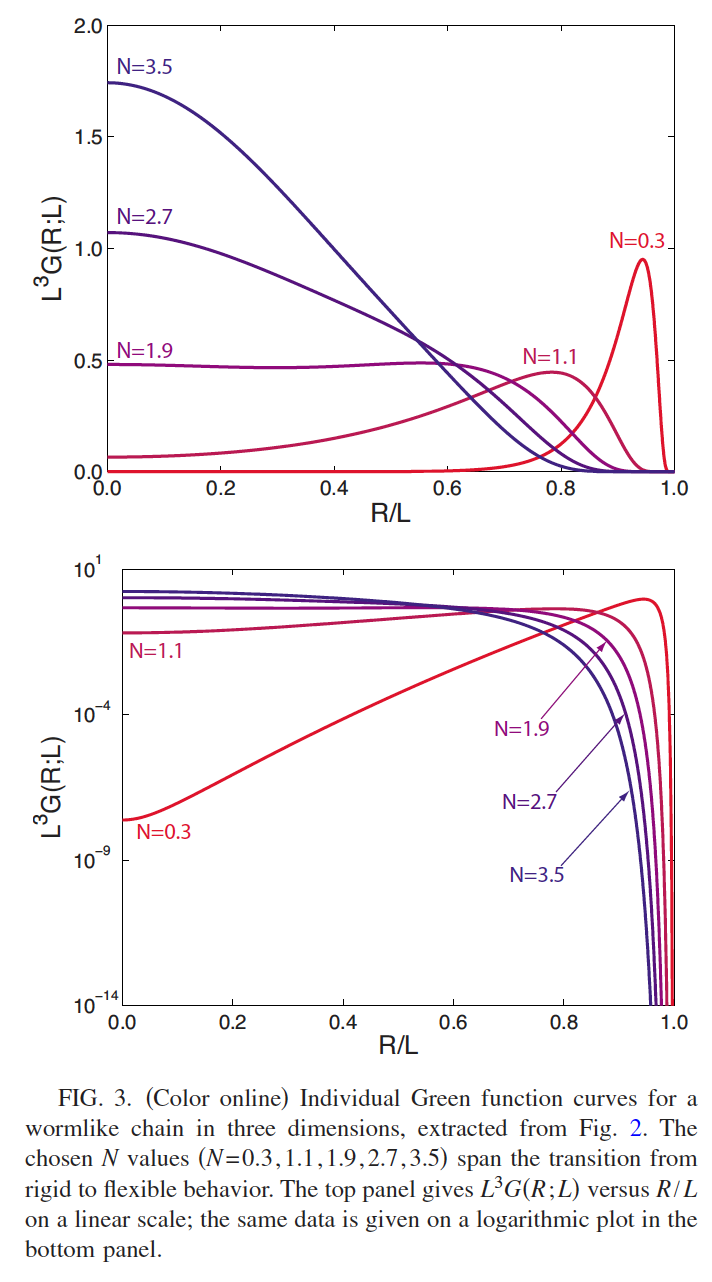 2.0
N=3.5
1.5
N=2.7
N=0.3
L³G(R;L)
1.0
N=1.9
N=1.1
0.5
0.0
0.0 0.2 0.4 0.6 0.8 1.0
R/L
10¹
N=1.1
10⁻⁴
N=1.9
L³G(R;L)
N=2.7
N=0.3
10⁻⁹
N=3.5
10⁻¹⁴
0.0 0.2 0.4 0.6 0.8 1.0
R/L
FIG. 3. (Color online) Individual Green function curves for a
wormlike chain in three dimensions, extracted from Fig. 2. The
chosen N values (N=0.3,1.1,1.9,2.7,3.5) span the transition from
rigid to flexible behavior. The top panel gives L³G(R;L) versus R/L
on a linear scale; the same data is given on a logarithmic plot in the
bottom panel.